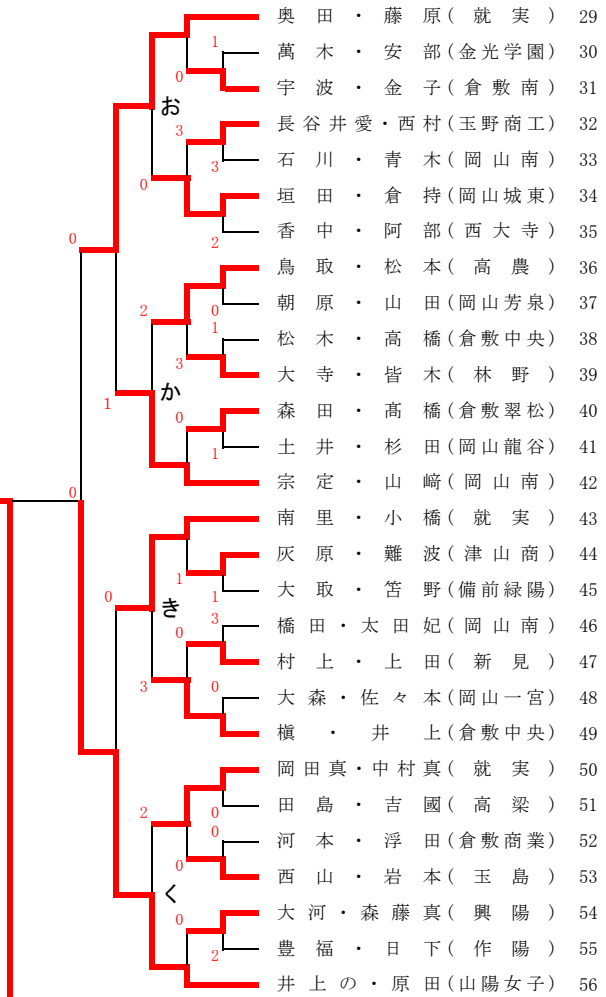 奥田・藤原(就実) 29
1
萬木・安部(金光学園) 30
0
宇波・金子(倉敷南) 31
お
3
長谷井愛・西村(玉野商工) 32
3
石川・青木(岡山南) 33
0
垣田・倉持(岡山城東) 34
2
香中・阿部(西大寺) 35
0
鳥取・松本(高農) 36
2
0
朝原・山田(岡山芳泉) 37
1
松木・高橋(倉敷中央) 38
3
大寺・皆木(林野) 39
か
1
0
森田・髙橋(倉敷翠松) 40
1
土井・杉田(岡山龍谷) 41
宗定・山﨑(岡山南) 42
0
南里・小橋(就実) 43
灰原・難波(津山商) 44
1
1
大取・笘野(備前緑陽) 45
0
き
3
橋田・太田妃(岡山南) 46
0
村上・上田(新見) 47
3
0
大森・佐々本(岡山一宮) 48
槇・井上(倉敷中央) 49
岡田真・中村真(就実) 50
2
0
田島・吉國(高梁) 51
0
河本・浮田(倉敷商業) 52
0
西山・岩本(玉島) 53
く
0
大河・森藤真(興陽) 54
2
豊福・日下(作陽) 55
井上の・原田(山陽女子) 56